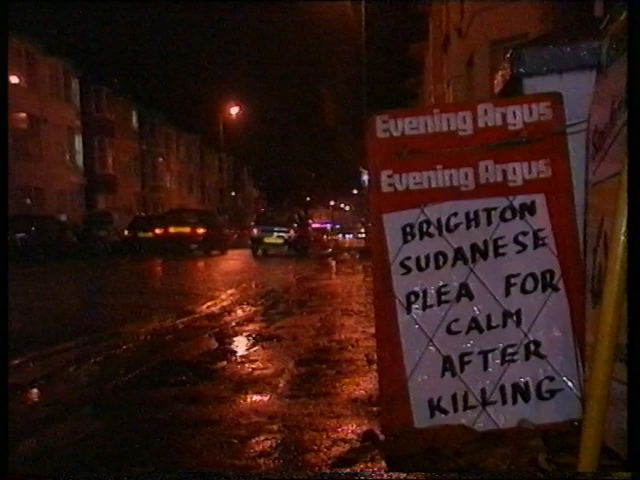 Evening Argus
Evening Argus
BRIGHTON
SUDANESE
PLEA FOR
CALM
AFTER
KILLING